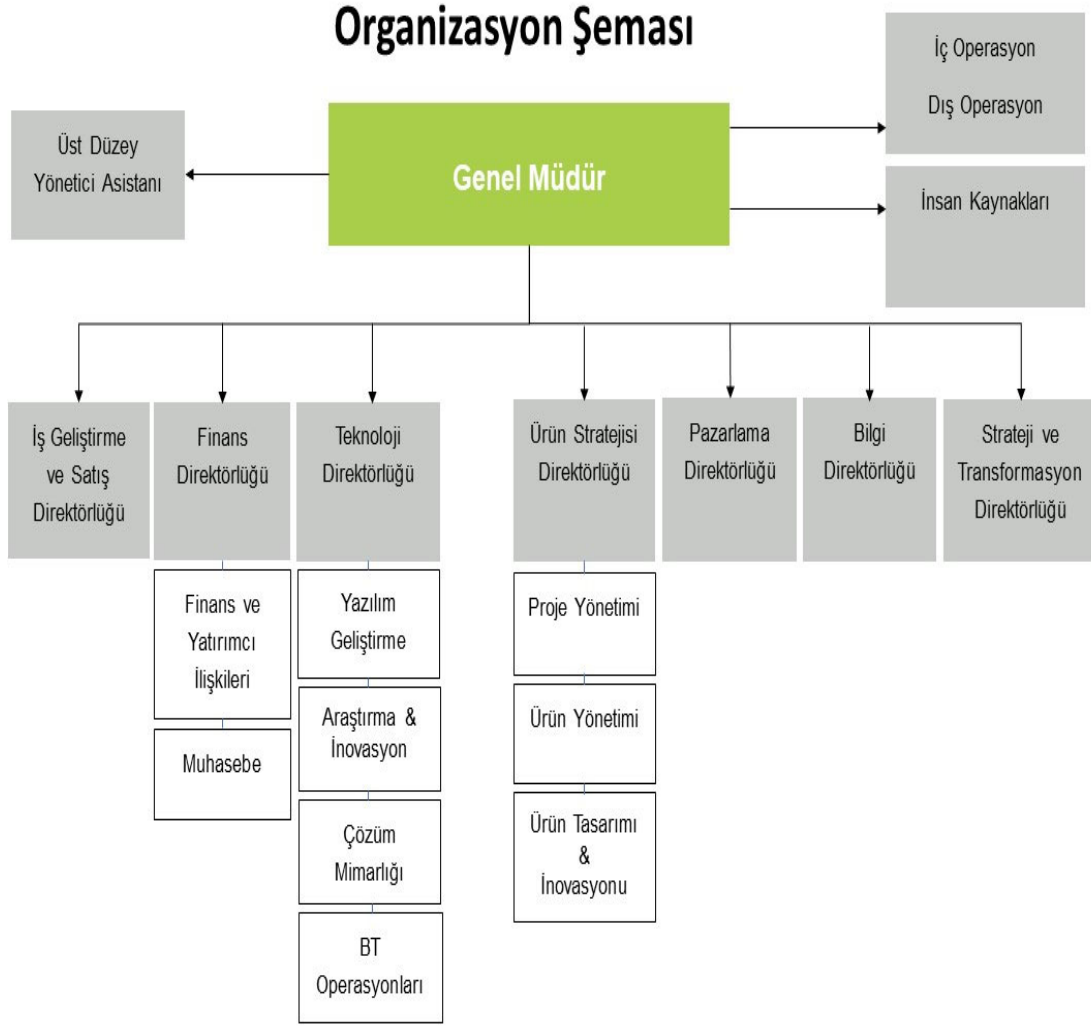 Organizasyon Şeması
Üst Düzey
Yönetici Asistanı
Genel Müdür
İç Operasyon
Dış Operasyon
İnsan Kaynakları
İş Geliştirme
ve Satış
Direktörlüğü
Finans
Direktörlüğü
Teknoloji
Direktörlüğü
Ürün Stratejisi
Direktörlüğü
Pazarlama
Direktörlüğü
Bilgi
Direktörlüğü
Strateji ve
Transformasyon
Direktörlüğü
Finans ve
Yatırımcı
İlişkileri
Muhasebe
Yazılım
Geliştirme
Araştırma &
İnovasyon
Çözüm
Mimarlığı
BT
Operasyonları
Proje Yönetimi
Ürün Yönetimi
Ürün Tasarımı
&
İnovasyonu